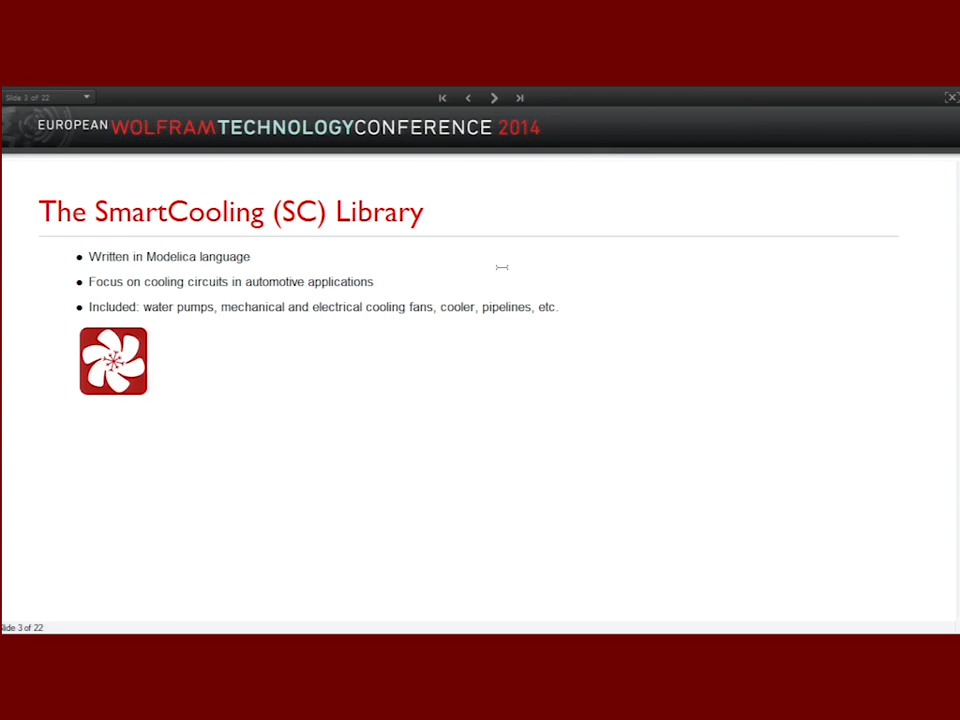 Slide 3 of 22
EUROPEAN WOLFRAMTECHNOLOGYCONFERENCE 2014
The SmartCooling (SC) Library
● Written in Modelica language
● Focus on cooling circuits in automotive applications
● Included: water pumps, mechanical and electrical cooling fans, cooler, pipelines, etc.
Slide 3 of 22